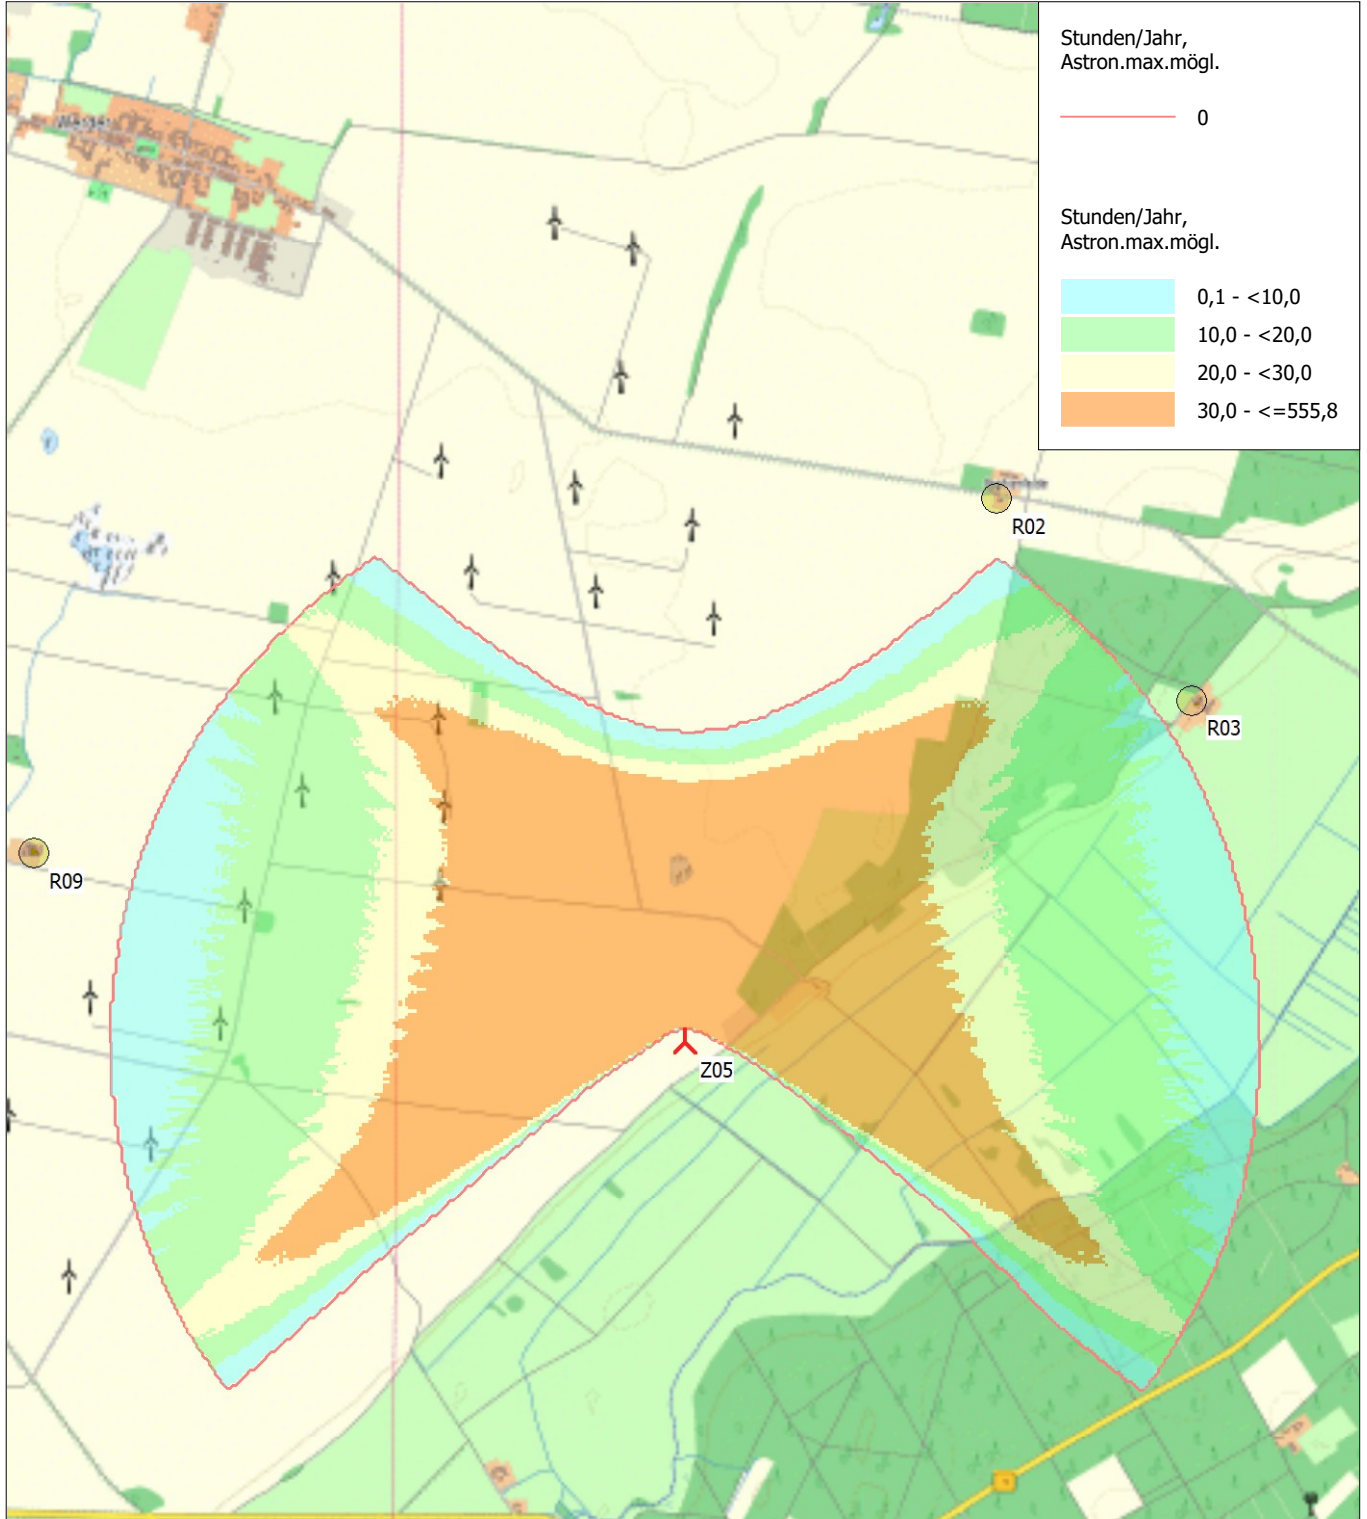 Stunden/Jahr,
Astron.max.mögl.
0
Stunden/Jahr,
Astron.max.mögl.
0,1 - <10,0
10,0 - <20,0
20,0 - <30,0
30,0 - <=555,8
R02
R03
R09
Z05